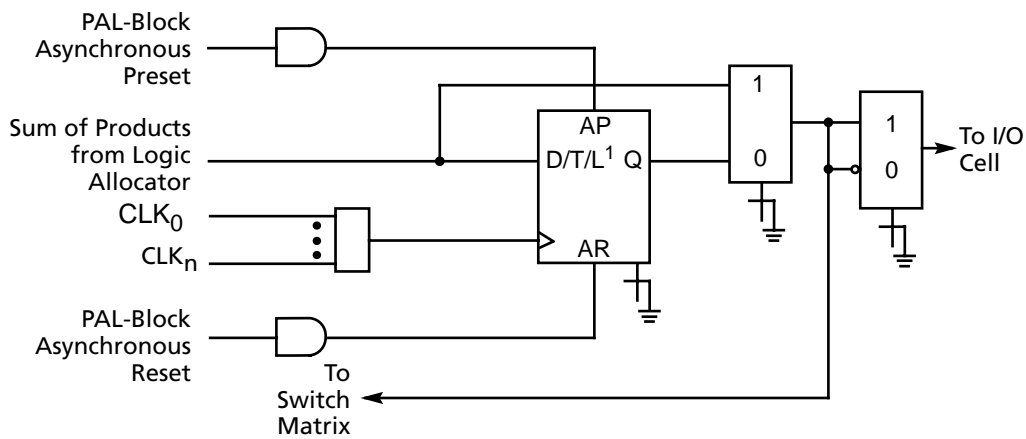 PAL-Block
Asynchronous
Preset
Sum of Products
from Logic
Allocator
CLK0
CLKn
PAL-Block
Asynchronous
Reset
AP
D/T/L1 Q
AR
1
0
1
0
To I/O
Cell
To
Switch
Matrix